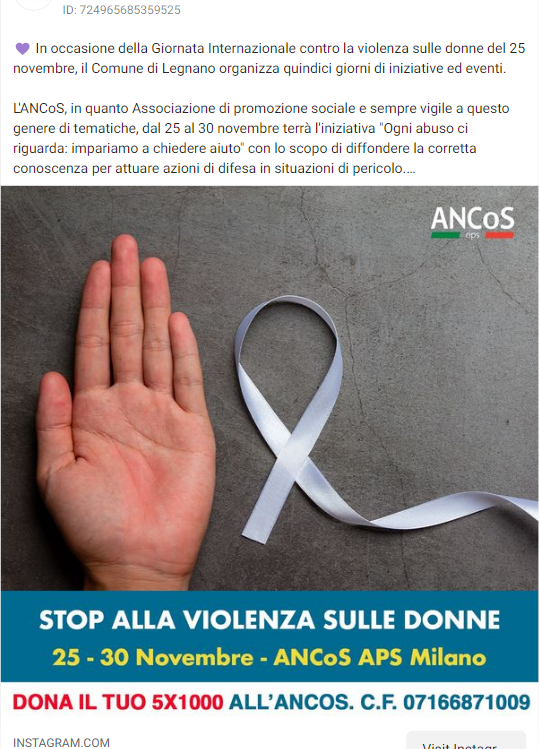 ID: 724965685359525
💜 In occasione della Giornata Internazionale contro la violenza sulle donne del 25
novembre, il Comune di Legnano organizza quindici giorni di iniziative ed eventi.
L'ANCoS, in quanto Associazione di promozione sociale e sempre vigile a questo
genere di tematiche, dal 25 al 30 novembre terrà l'iniziativa "Ogni abuso ci
riguarda: impariamo a chiedere aiuto" con lo scopo di diffondere la corretta
conoscenza per attuare azioni di difesa in situazioni di pericolo....
ANCoS
aps
STOP ALLA VIOLENZA SULLE DONNE
25 - 30 Novembre - ANCoS APS Milano
DONA IL TUO 5X1000 ALL'ANCOS. C.F. 07166871009
INSTAGRAM.COM
Visit Instagr